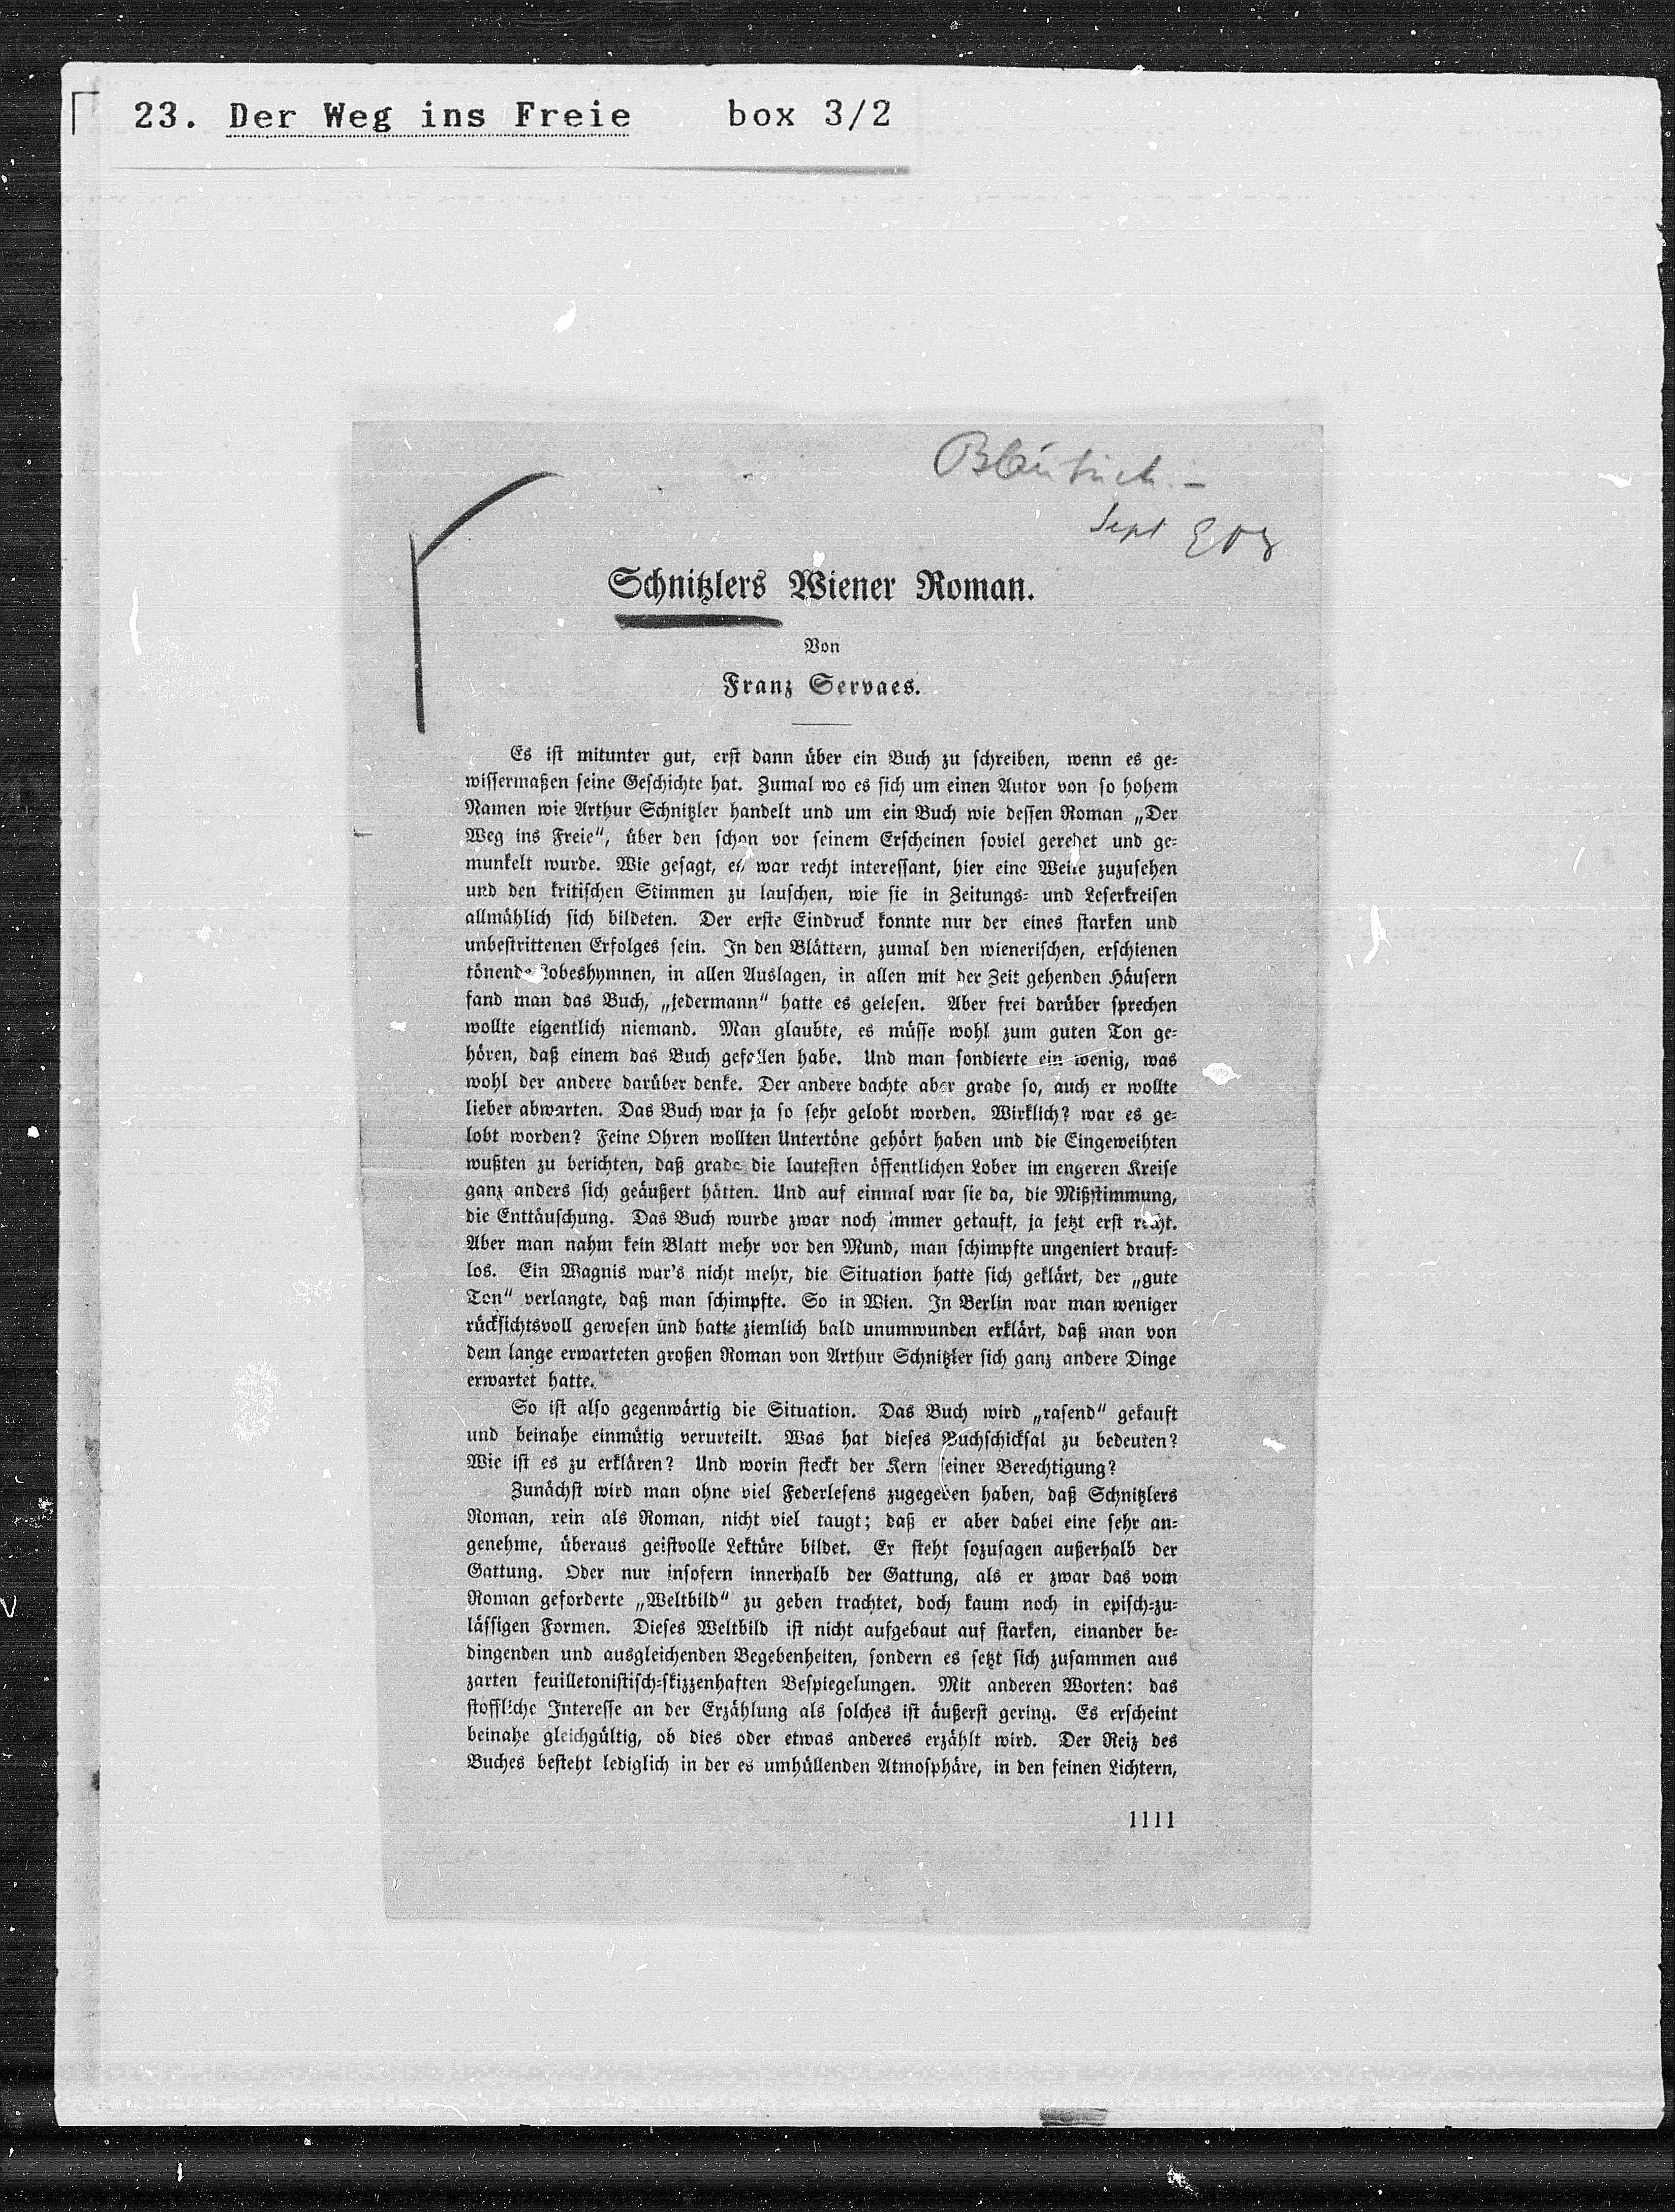 23. Der Weg ins Freie box 3/2
Sept
Schnitzlers Wiener Roman.
Von
Franz Servaes.
Es ist mitunter gut, erst dann über ein Buch zu schreiben, wenn es ge-
wissermaßen seine Geschichte hat. Zumal wo es sich um einen Autor von so hohem
Namen wie Arthur Schnitzler handelt und um ein Buch wie dessen Roman „Der
Weg ins Freie“, über den schon vor seinem Erscheinen soviel geredet und ge-
munkelt wurde. Wie gesagt, es war recht interessant, hier eine Weile zuzusehen
und den kritischen Stimmen zu lauschen, wie sie in Zeitungs- und Leserkreisen
allmählich sich bildeten. Der erste Eindruck konnte nur der eines starken und
unbestrittenen Erfolges sein. In den Blättern, zumal den wienerischen, erschienen
tönende Lobeshymnen, in allen Auslagen, in allen mit der Zeit gehenden Häusern
fand man das Buch, „jedermann“ hatte es gelesen. Aber frei darüber sprechen
wollte eigentlich niemand. Man glaubte, es müsse wohl zum guten Ton ge-
hören, daß einem das Buch gefallen habe. Und man sondierte ein wenig, was
wohl der andere darüber denke. Der andere dachte aber grade so, auch er wollte
lieber abwarten. Das Buch war ja so sehr gelobt worden. Wirklich? war es ge-
lobt worden? Feine Ohren wollten Untertöne gehört haben und die Eingeweihten
wußten zu berichten, daß grade die lautesten öffentlichen Lober im engeren Kreise
ganz anders sich geäußert hätten. Und auf einmal war sie da, die Mißstimmung,
die Enttäuschung. Das Buch wurde zwar noch immer gekauft, ja jetzt erst recht.
Aber man nahm kein Blatt mehr vor den Mund, man schimpfte ungeniert drauf-
los. Ein Wagnis war's nicht mehr, die Situation hatte sich geklärt, der „gute
Ton“ verlangte, daß man schimpfte. So in Wien. In Berlin war man weniger
rücksichtsvoll gewesen und hatte ziemlich bald unumwunden erklärt, daß man von
dem lange erwarteten großen Roman von Arthur Schnitzler sich ganz andere Dinge
erwartet hatte.
So ist also gegenwärtig die Situation. Das Buch wird „rasend“ gekauft
und beinahe einmütig verurteilt. Was hat dieses Buchschicksal zu bedeuten?
Wie ist es zu erklären? Und worin steckt der Kern seiner Berechtigung?
Zunächst wird man ohne viel Federlesens zugegeben haben, daß Schnitzlers
Roman, rein als Roman, nicht viel taugt; daß er aber dabei eine sehr an-
genehme, überaus geistvolle Lektüre bildet. Er steht sozusagen außerhalb der
Gattung. Oder nur insofern innerhalb der Gattung, als er zwar das vom
Roman geforderte „Weltbild“ zu geben trachtet, doch kaum noch in episch-zu-
lässigen Formen. Dieses Weltbild ist nicht aufgebaut auf starken, einander be-
dingenden und ausgleichenden Begebenheiten, sondern es setzt sich zusammen aus
zarten feuilletonistisch-skizzenhaften Bespiegelungen. Mit anderen Worten: das
stoffliche Interesse an der Erzählung als solches ist äußerst gering. Es erscheint
beinahe gleichgültig, ob dies oder etwas anderes erzählt wird. Der Reiz des
Buches besteht lediglich in der es umhüllenden Atmosphäre, in den feinen Lichtern,
1111